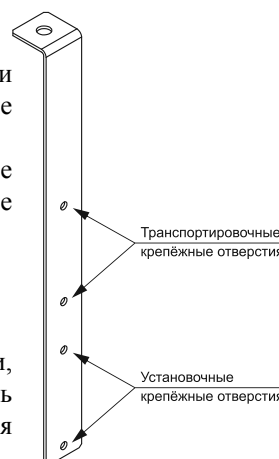 и
е
е
е
Транспортировочные
крепёжные отверстия
и,
Установочные
ь
крепёжные отверстия
я